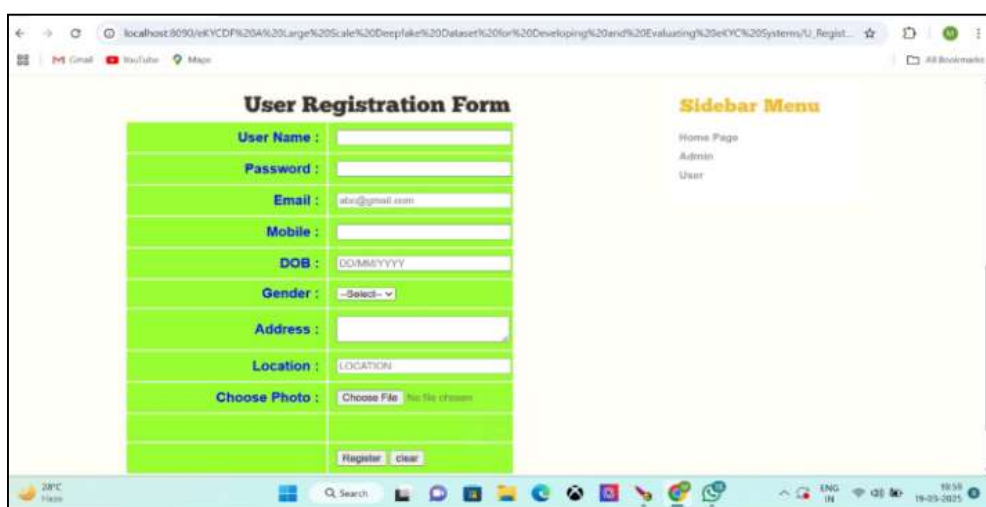 localhost:8090/eKYCDF%20A%20Large%20Scale%20Deepfake%20Dataset%20for%20Developing%20and%20Evaluating%20eKYC%20Systems/U_Regist...
M Gmail YouTube Maps All Bookmarks
User Registration Form
User Name :
Password :
Email : abc@gmail.com
Mobile :
DOB : DD/MM/YYYY
Gender : --Select--
Address :
Location : LOCATION
Choose Photo : Choose File No file chosen
Register clear
Sidebar Menu
Home Page
Admin
User
28°C
Haze
Search
ENG
IN
19-03-2025